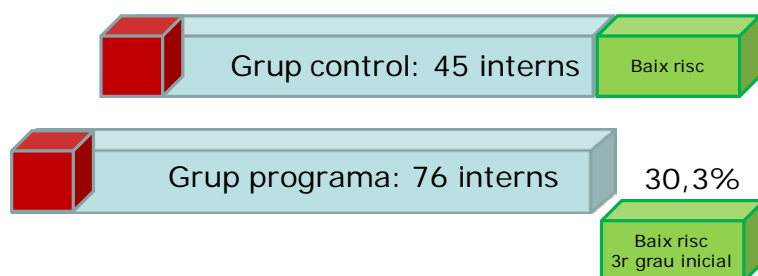 Grup control: 45 interns
Baix risc
Grup programa: 76 interns
30,3%
Baix risc
3r grau inicial